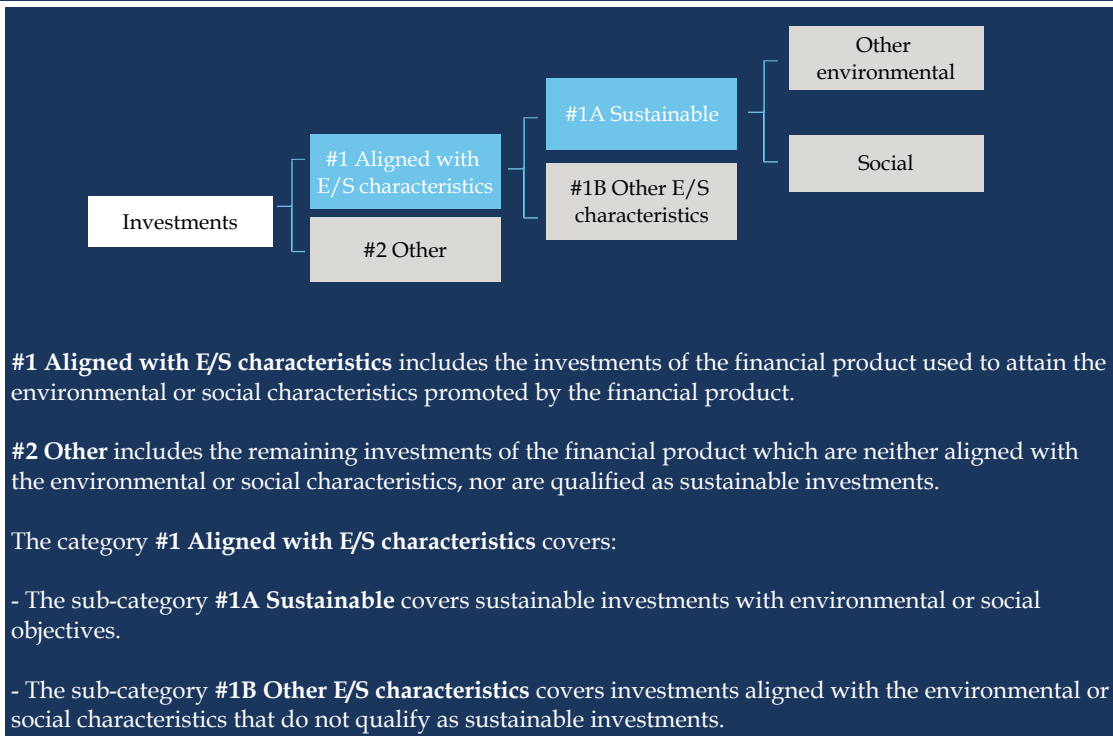 Other
environmental
#1A Sustainable
#1 Aligned with
E/S characteristics
Social
#1B Other E/S
characteristics
Investments
#2 Other
#1 Aligned with E/S characteristics includes the investments of the financial product used to attain the
environmental or social characteristics promoted by the financial product.
#2 Other includes the remaining investments of the financial product which are neither aligned with
the environmental or social characteristics, nor are qualified as sustainable investments.
The category #1 Aligned with E/S characteristics covers:
- The sub-category #1A Sustainable covers sustainable investments with environmental or social
objectives.
- The sub-category #1B Other E/S characteristics covers investments aligned with the environmental or
social characteristics that do not qualify as sustainable investments.